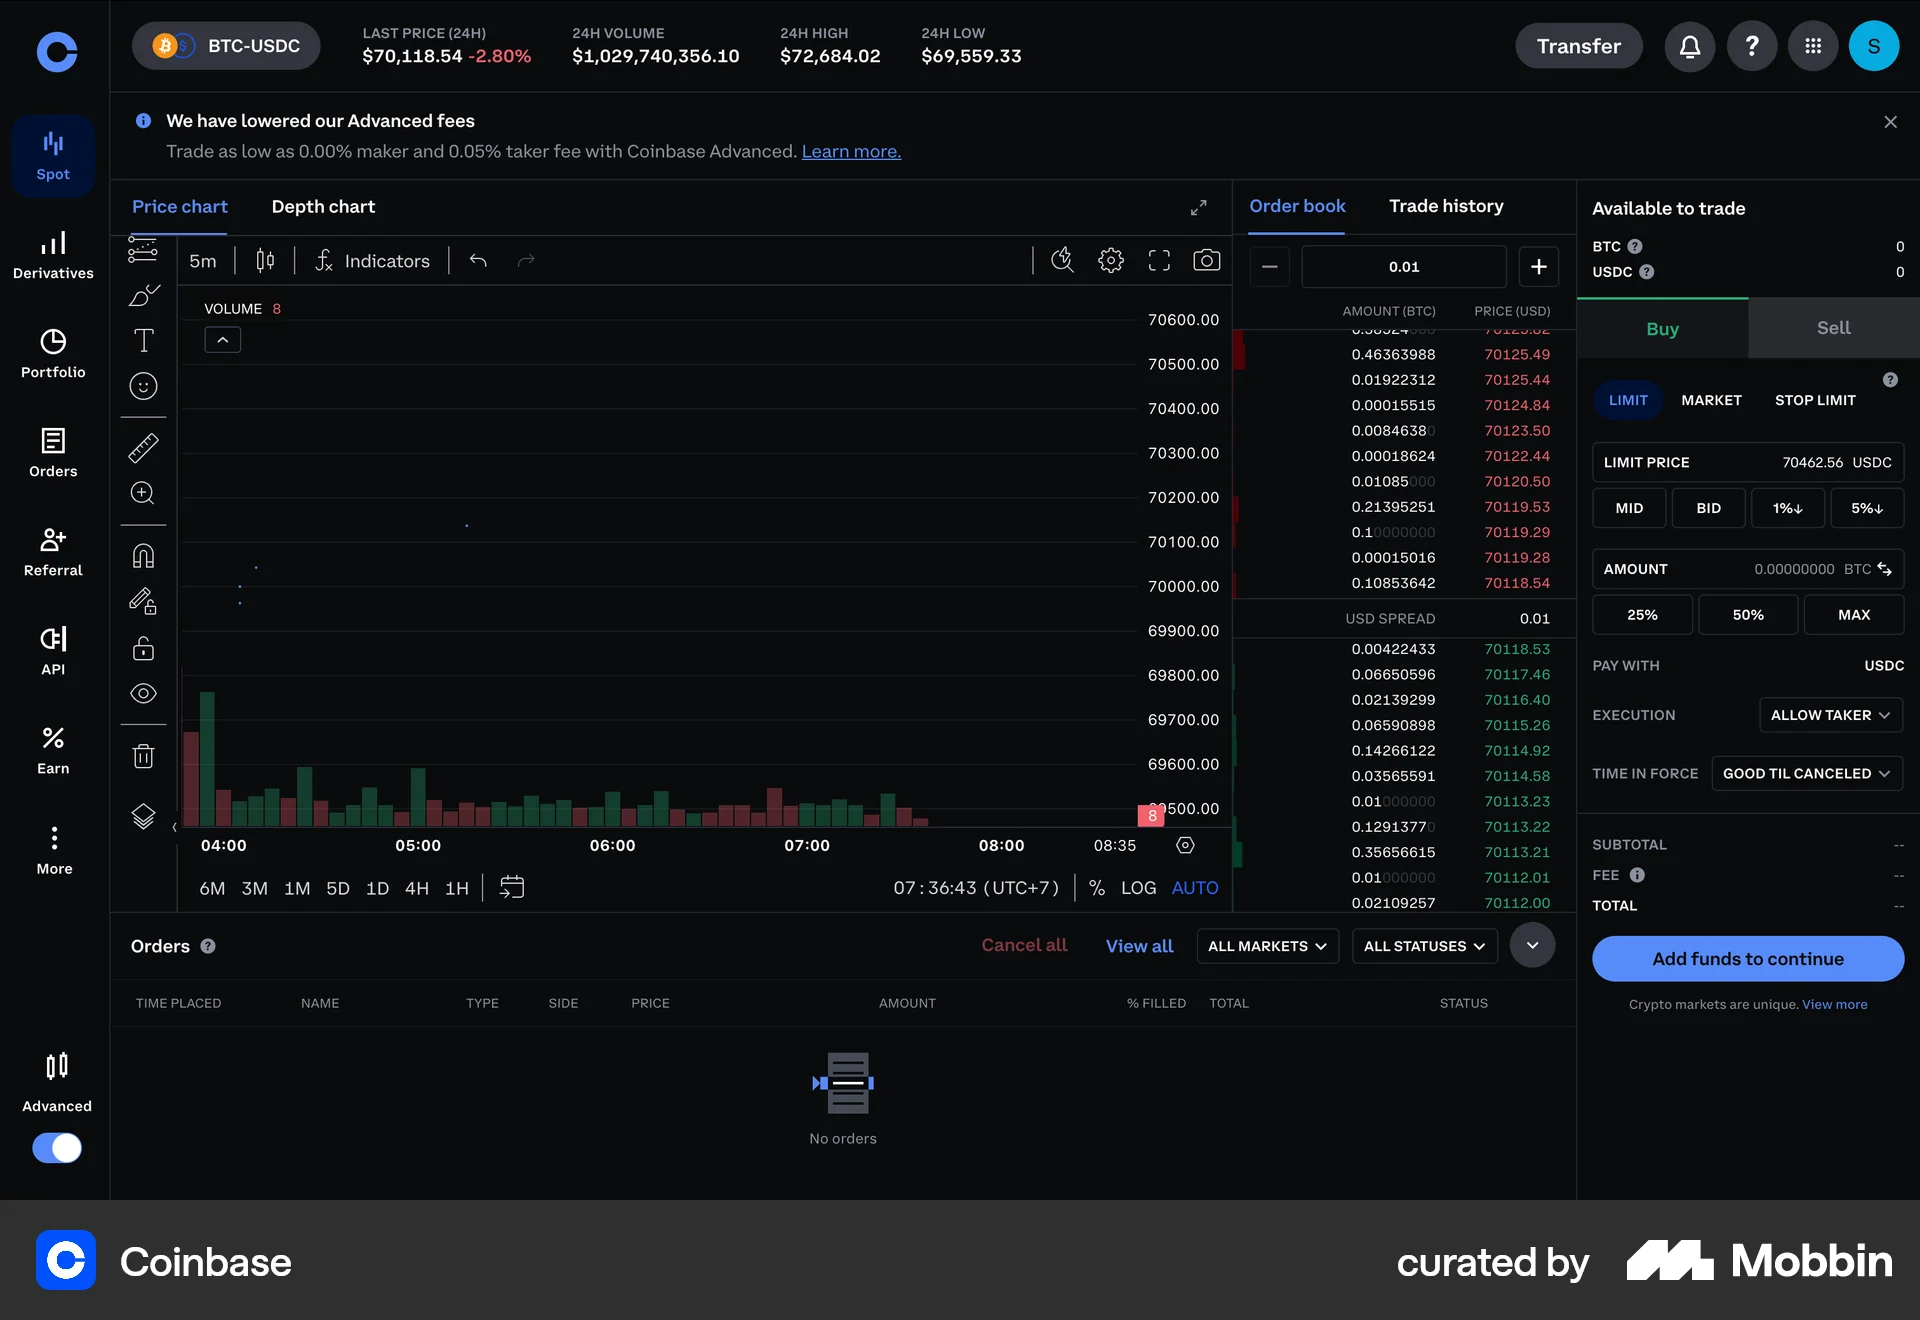 BTC-USDC
LAST PRICE (24H)
$70,118.54 -2.80%
24H VOLUME
$1,029,740,356.10
24H HIGH
$72,684.02
24H LOW
$69,559.33
Transfer
?
S
We have lowered our Advanced fees
Trade as low as 0.00% maker and 0.05% taker fee with Coinbase Advanced. Learn more.
Spot
Derivatives
Portfolio
Orders
Referral
API
Earn
More
Advanced
Price chart
Depth chart
5m
Indicators
VOLUME 8
70600.00
70500.00
70400.00
70300.00
70200.00
70100.00
70000.00
69900.00
69800.00
69700.00
69600.00
8
04:00
05:00
06:00
07:00
08:00
08:35
6M 3M 1M 5D 1D 4H 1H
07:36:43 (UTC+7)
% LOG AUTO
Order book
Trade history
0.01
AMOUNT (BTC) PRICE (USD)
0.46363988 70125.49
0.01922312 70125.44
0.00015515 70124.84
0.00846380 70123.50
0.00018624 70122.44
0.01085000 70120.50
0.21395251 70119.53
0.10000000 70119.29
0.00015016 70119.28
0.10853642 70118.54
USD SPREAD 0.01
0.00422433 70118.53
0.06650596 70117.46
0.02139299 70116.40
0.06590898 70115.26
0.14266122 70114.92
0.03565591 70114.58
0.01000000 70113.23
0.12913770 70113.22
0.35656615 70113.21
0.01000000 70112.01
0.02109257 70112.00
Available to trade
BTC ? 0
USDC ? 0
Buy
Sell
?
LIMIT
MARKET
STOP LIMIT
LIMIT PRICE 70462.56 USDC
MID
BID
1%↓
5%↓
AMOUNT 0.00000000 BTC
25%
50%
MAX
PAY WITH USDC
EXECUTION ALLOW TAKER
TIME IN FORCE GOOD TIL CANCELED
SUBTOTAL --
FEE --
TOTAL --
Add funds to continue
Crypto markets are unique. View more
Orders ?
Cancel all
View all
ALL MARKETS
ALL STATUSES
TIME PLACED
NAME
TYPE
SIDE
PRICE
AMOUNT
% FILLED
TOTAL
STATUS
No orders
Coinbase
curated by
Mobbin